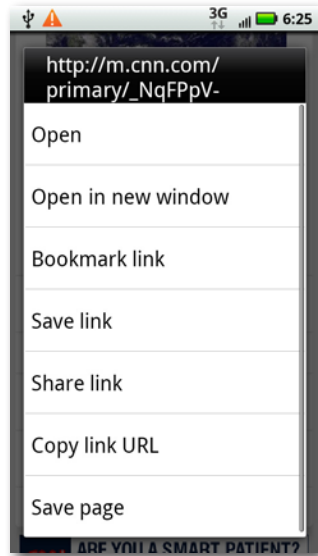 3G 6:25
http://m.cnn.com/
primary/_NqFPpV-
Open
Open in new window
Bookmark link
Save link
Share link
Copy link URL
Save page
ARE YOU A SMART PATIENT?